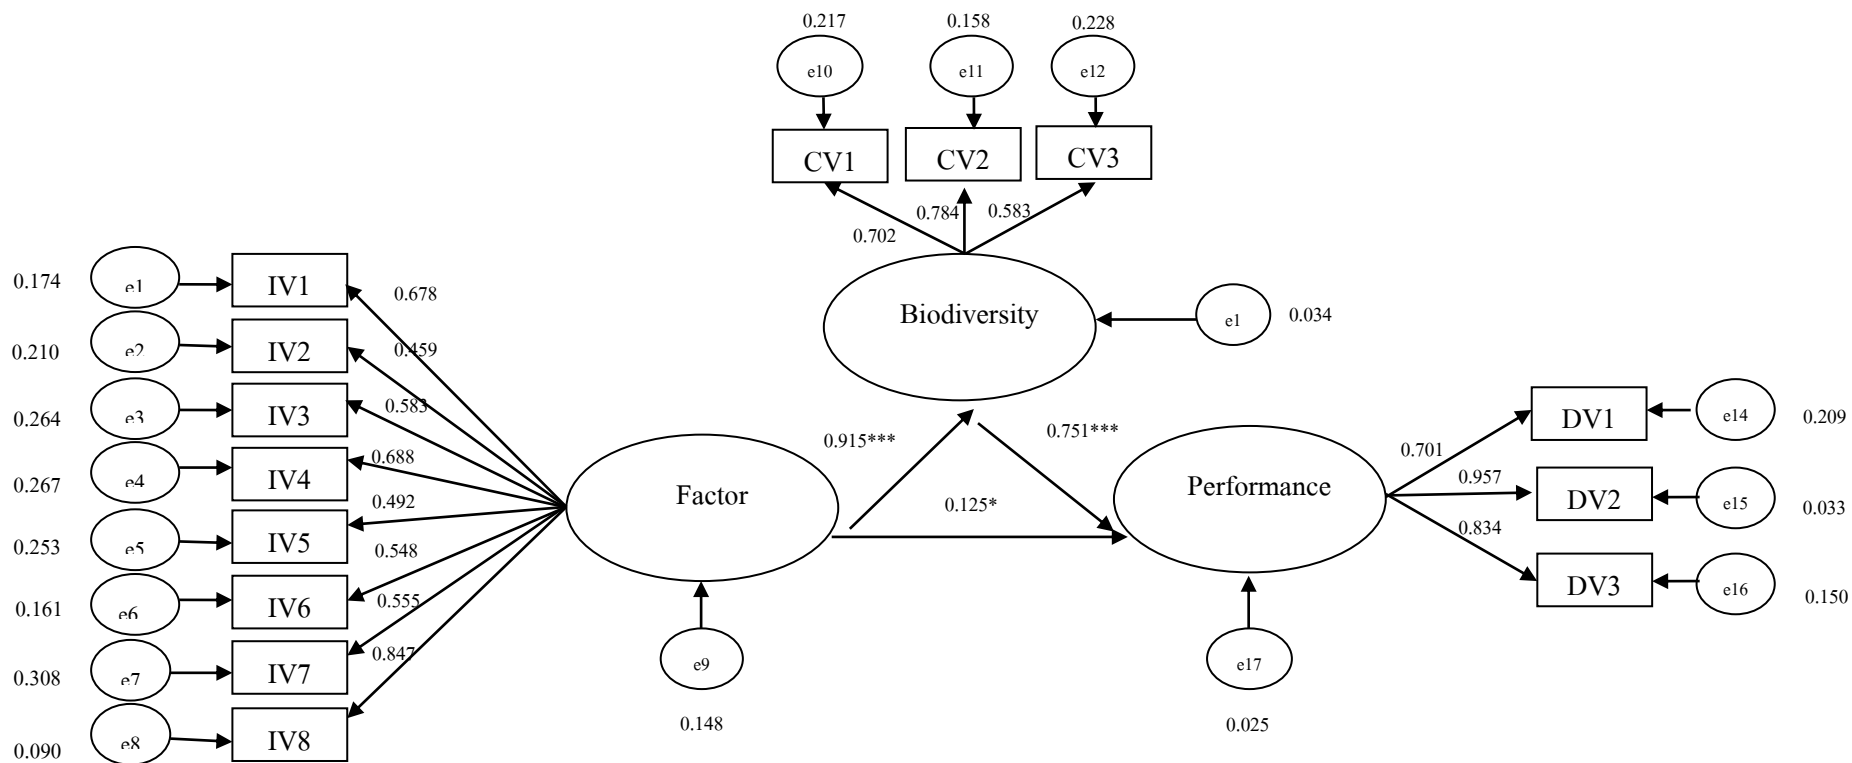 0.217
0.158
0.228
e10
e11
e12
CV1
CV2
CV3
0.702
0.784
0.583
Biodiversity
e1
0.034
0.174
e1
IV1
0.678
0.210
e2
IV2
0.459
0.264
e3
IV3
0.583
0.267
e4
IV4
0.688
0.253
e5
IV5
0.492
0.161
e6
IV6
0.548
0.308
e7
IV7
0.555
0.090
e8
IV8
0.847
Factor
0.915***
0.751***
0.125*
Performance
e9
0.148
e17
0.025
0.701
DV1
e14
0.209
0.957
DV2
e15
0.033
0.834
DV3
e16
0.150